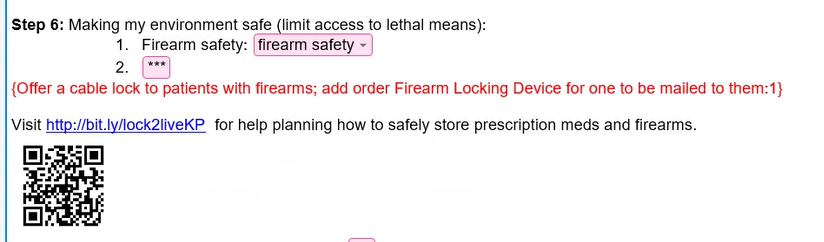 Step 6: Making my environment safe (limit access to lethal means):
1. Firearm safety: firearm safety
2. ***
{Offer a cable lock to patients with firearms; add order Firearm Locking Device for one to be mailed to them:1}
Visit http://bit.ly/lock2liveKP for help planning how to safely store prescription meds and firearms.